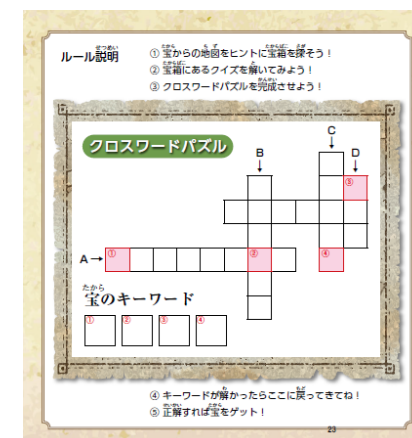 ルール説明
① 宝からの地図をヒントに宝箱を探そう！
② 宝箱にあるクイズを解いてみよう！
③ クロスワードパズルを完成させよう！
クロスワードパズル
C
B
D
③
A→
①
②
④
たから
宝のキーワード
① ② ③ ④
④ キーワードが解かったらここに戻ってきてね！
⑤ 正解すれば宝をゲット！
23